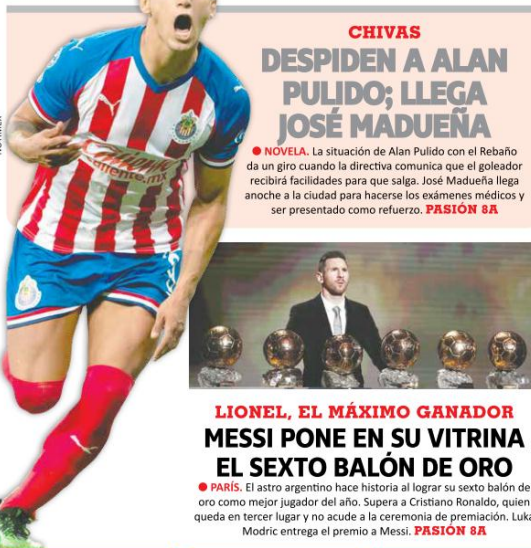 CHIVAS
DESPIDEN A ALAN
PULIDO; LLEGA
JOSÉ MADUEÑA
● NOVELA. La situación de Alan Pulido con el Rebaño
da un giro cuando la directiva comunica que el goleador
recibirá facilidades para que salga. José Madueña llega
anoche a la ciudad para hacerse los exámenes médicos y
ser presentado como refuerzo. PASIÓN 8A
LIONEL, EL MÁXIMO GANADOR
MESSI PONE EN SU VITRINA
EL SEXTO BALÓN DE ORO
● PARÍS. El astro argentino hace historia al lograr su sexto balón de
oro como mejor jugador del año. Supera a Cristiano Ronaldo, quien
queda en tercer lugar y no acude a la ceremonia de premiación. Luka
Modric entrega el premio a Messi. PASIÓN 8A